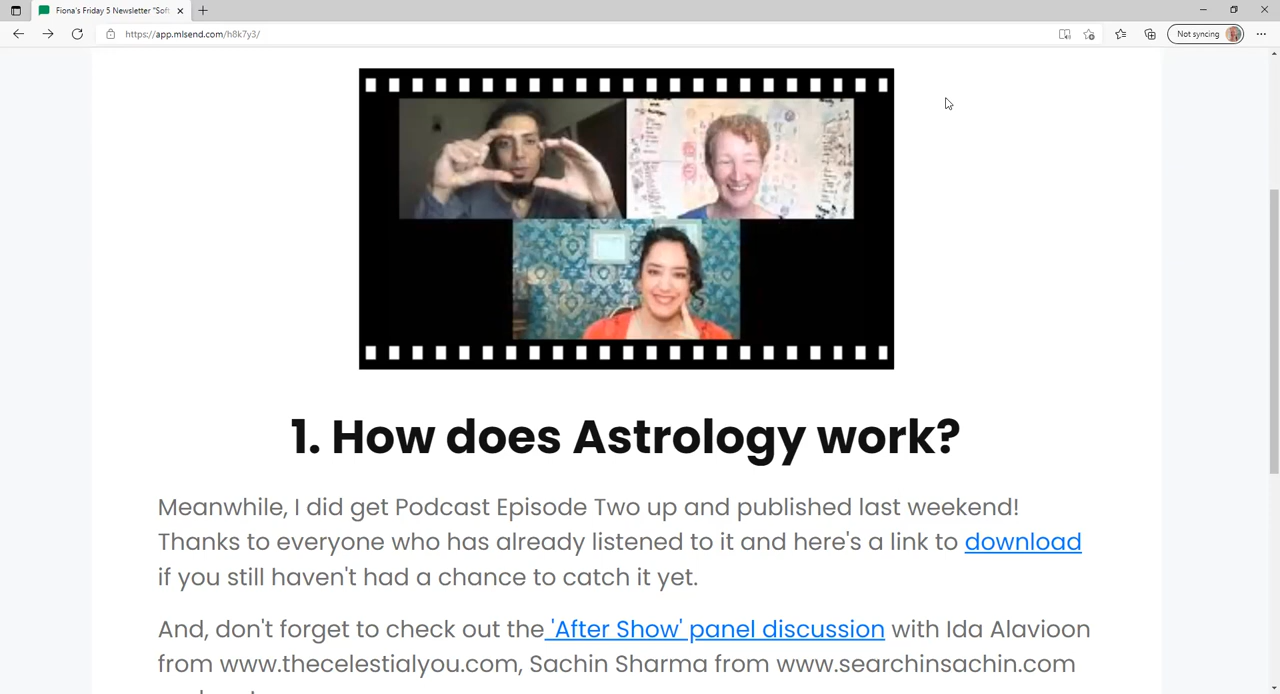 Fiona's Friday 5 Newsletter "Soft
https://app.mlsend.com/h8k7y3/
Not syncing
1. How does Astrology work?
Meanwhile, I did get Podcast Episode Two up and published last weekend!
Thanks to everyone who has already listened to it and here's a link to download
if you still haven't had a chance to catch it yet.
And, don't forget to check out the 'After Show' panel discussion with Ida Alavioon
from www.thecelestialyou.com, Sachin Sharma from www.searchinsachin.com